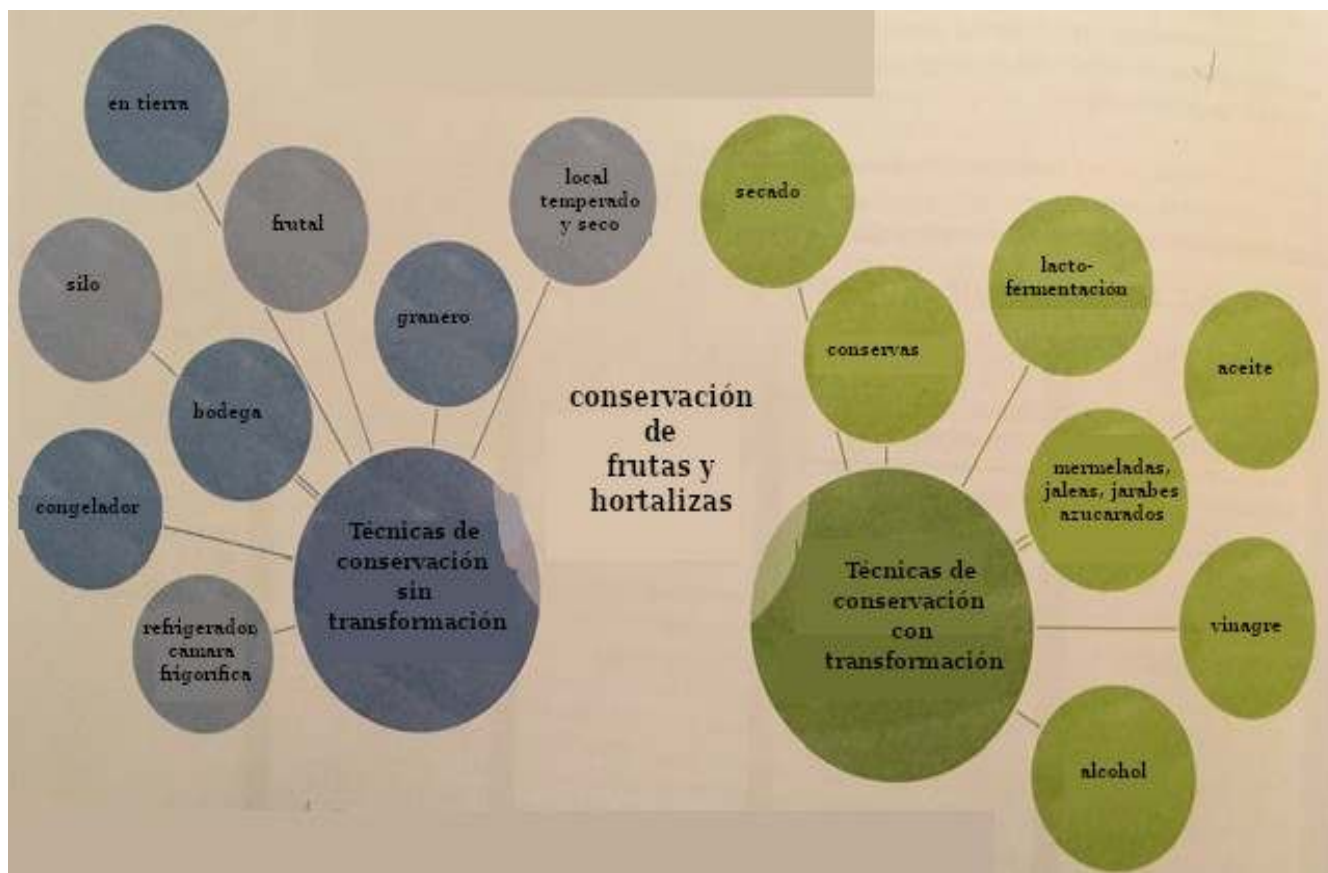 en tierra
frutal
local
temperado
y seco
silo
granero
bodega
congelador
refrigerador,
cámara
frigorífica
Técnicas de
conservación
sin
transformación
conservación
de
frutas y
hortalizas
secado
conservas
lacto-
fermentación
aceite
mermeladas,
jaleas, jarabes
azucarados
vinagre
alcohol
Técnicas de
conservación
con
transformación